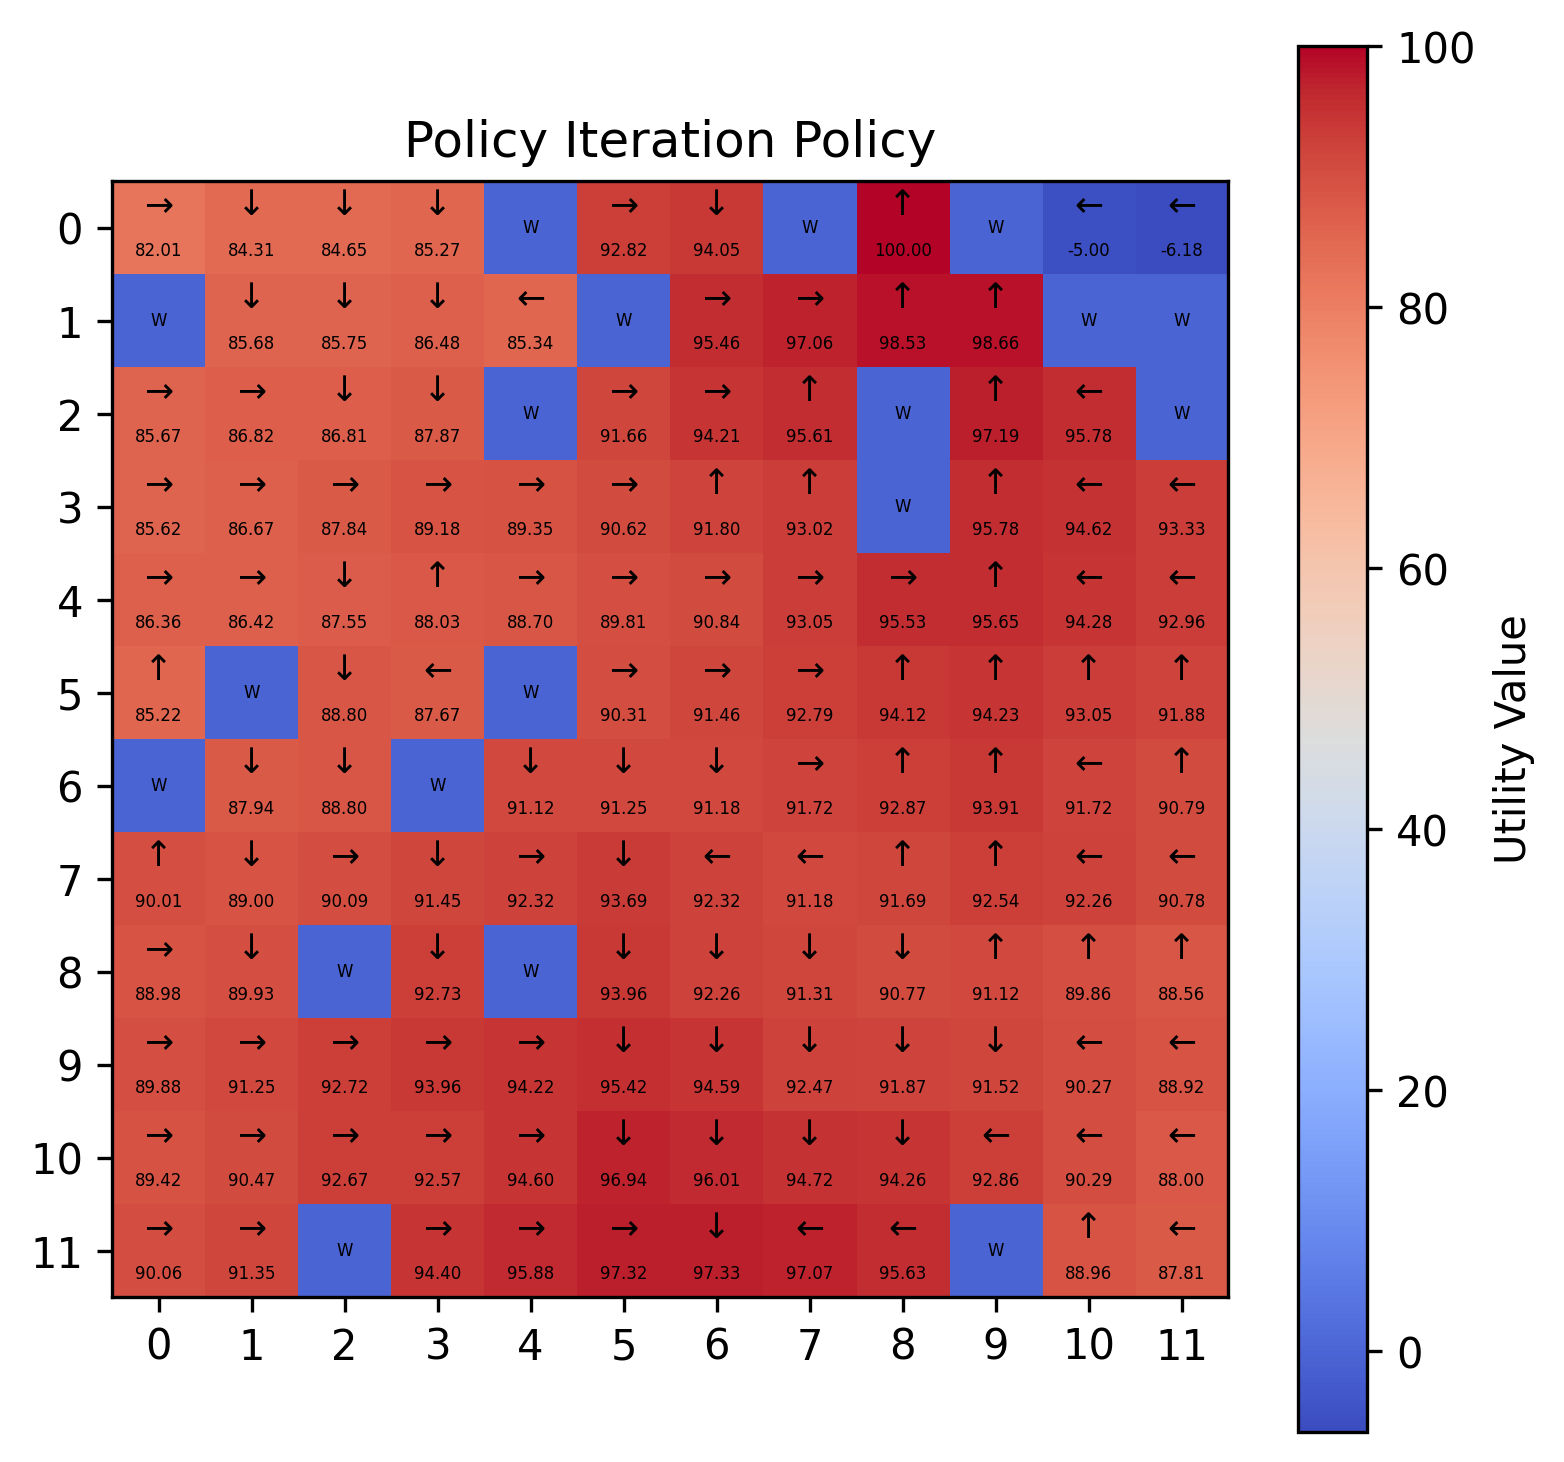 100
Policy Iteration Policy
0 → ↓ ↓ ↓ W → ↓ W ↑ W ← ←
82.01 84.31 84.65 85.27 92.82 94.05 100.00 -5.00 -6.18
1 W ↓ ↓ ↓ ← W → → ↑ ↑ W W
85.68 85.75 86.48 85.34 95.46 97.06 98.53 98.66
80
2 → → ↓ ↓ W → → ↑ W ↑ ← W
85.67 86.82 86.81 87.87 91.66 94.21 95.61 97.19 95.78
3 → → → → → → ↑ ↑ W ↑ ← ←
85.62 86.67 87.84 89.18 89.35 90.62 91.80 93.02 95.78 94.62 93.33
60
4 → → ↓ ↑ → → → → → ↑ ← ←
86.36 86.42 87.55 88.03 88.70 89.81 90.84 93.05 95.53 95.65 94.28 92.96
5 ↑ W ↓ ← W → → → ↑ ↑ ↑ ↑
85.22 88.80 87.67 90.31 91.46 92.79 94.12 94.23 93.05 91.88
Utility Value
6 W ↓ ↓ W ↓ ↓ ↓ → ↑ ↑ ← ↑
87.94 88.80 91.12 91.25 91.18 91.72 92.87 93.91 91.72 90.79
40
7 ↑ ↓ → ↓ → ↓ ← ← ↑ ↑ ← ←
90.01 89.00 90.09 91.45 92.32 93.69 92.32 91.18 91.69 92.54 92.26 90.78
8 → ↓ W ↓ W ↓ ↓ ↓ ↓ ↑ ↑ ↑
88.98 89.93 92.73 93.96 92.26 91.31 90.77 91.12 89.86 88.56
9 → → → → → ↓ ↓ ↓ ↓ ↓ ← ←
89.88 91.25 92.72 93.96 94.22 95.42 94.59 92.47 91.87 91.52 90.27 88.92
20
10 → → → → → ↓ ↓ ↓ ↓ ← ← ←
89.42 90.47 92.67 92.57 94.60 96.94 96.01 94.72 94.26 92.86 90.29 88.00
11 → → W → → → ↓ ← ← W ↑ ←
90.06 91.35 94.40 95.88 97.32 97.33 97.07 95.63 88.96 87.81
0 1 2 3 4 5 6 7 8 9 10 11
0